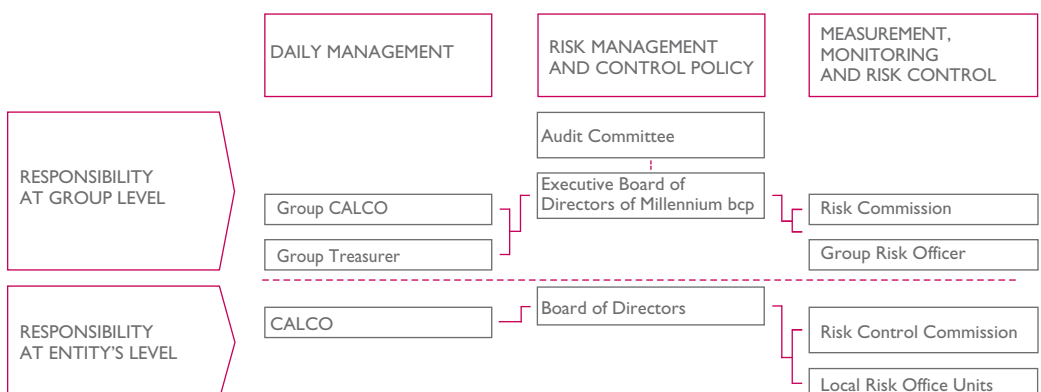 DAILY MANAGEMENT
RISK MANAGEMENT
AND CONTROL POLICY
MEASUREMENT,
MONITORING
AND RISK CONTROL
RESPONSIBILITY
AT GROUP LEVEL
Audit Committee
Executive Board of
Directors of Millennium bcp
Group CALCO
Group Treasurer
Risk Commission
Group Risk Officer
RESPONSIBILITY
AT ENTITY'S LEVEL
CALCO
Board of Directors
Risk Control Commission
Local Risk Office Units